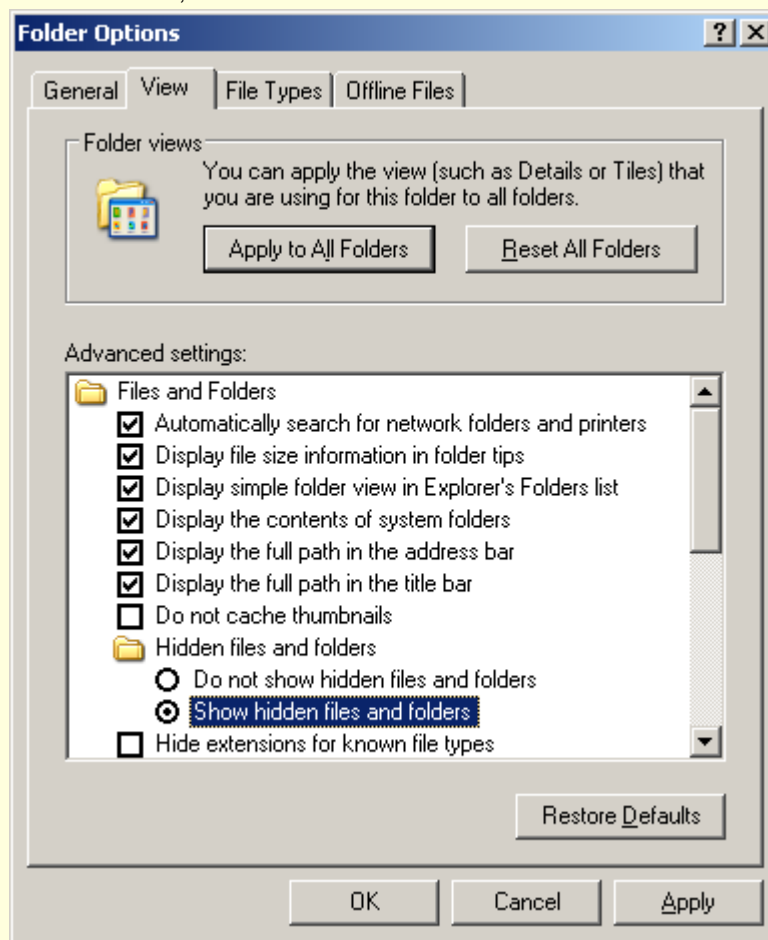 Folder Options
General View File Types Offline Files
Folder views
You can apply the view (such as Details or Tiles) that
you are using for this folder to all folders.
Apply to All Folders Reset All Folders
Advanced settings:
Files and Folders
Automatically search for network folders and printers
Display file size information in folder tips
Display simple folder view in Explorer's Folders list
Display the contents of system folders
Display the full path in the address bar
Display the full path in the title bar
Do not cache thumbnails
Hidden files and folders
Do not show hidden files and folders
Show hidden files and folders
Hide extensions for known file types
Restore Defaults
OK Cancel Apply